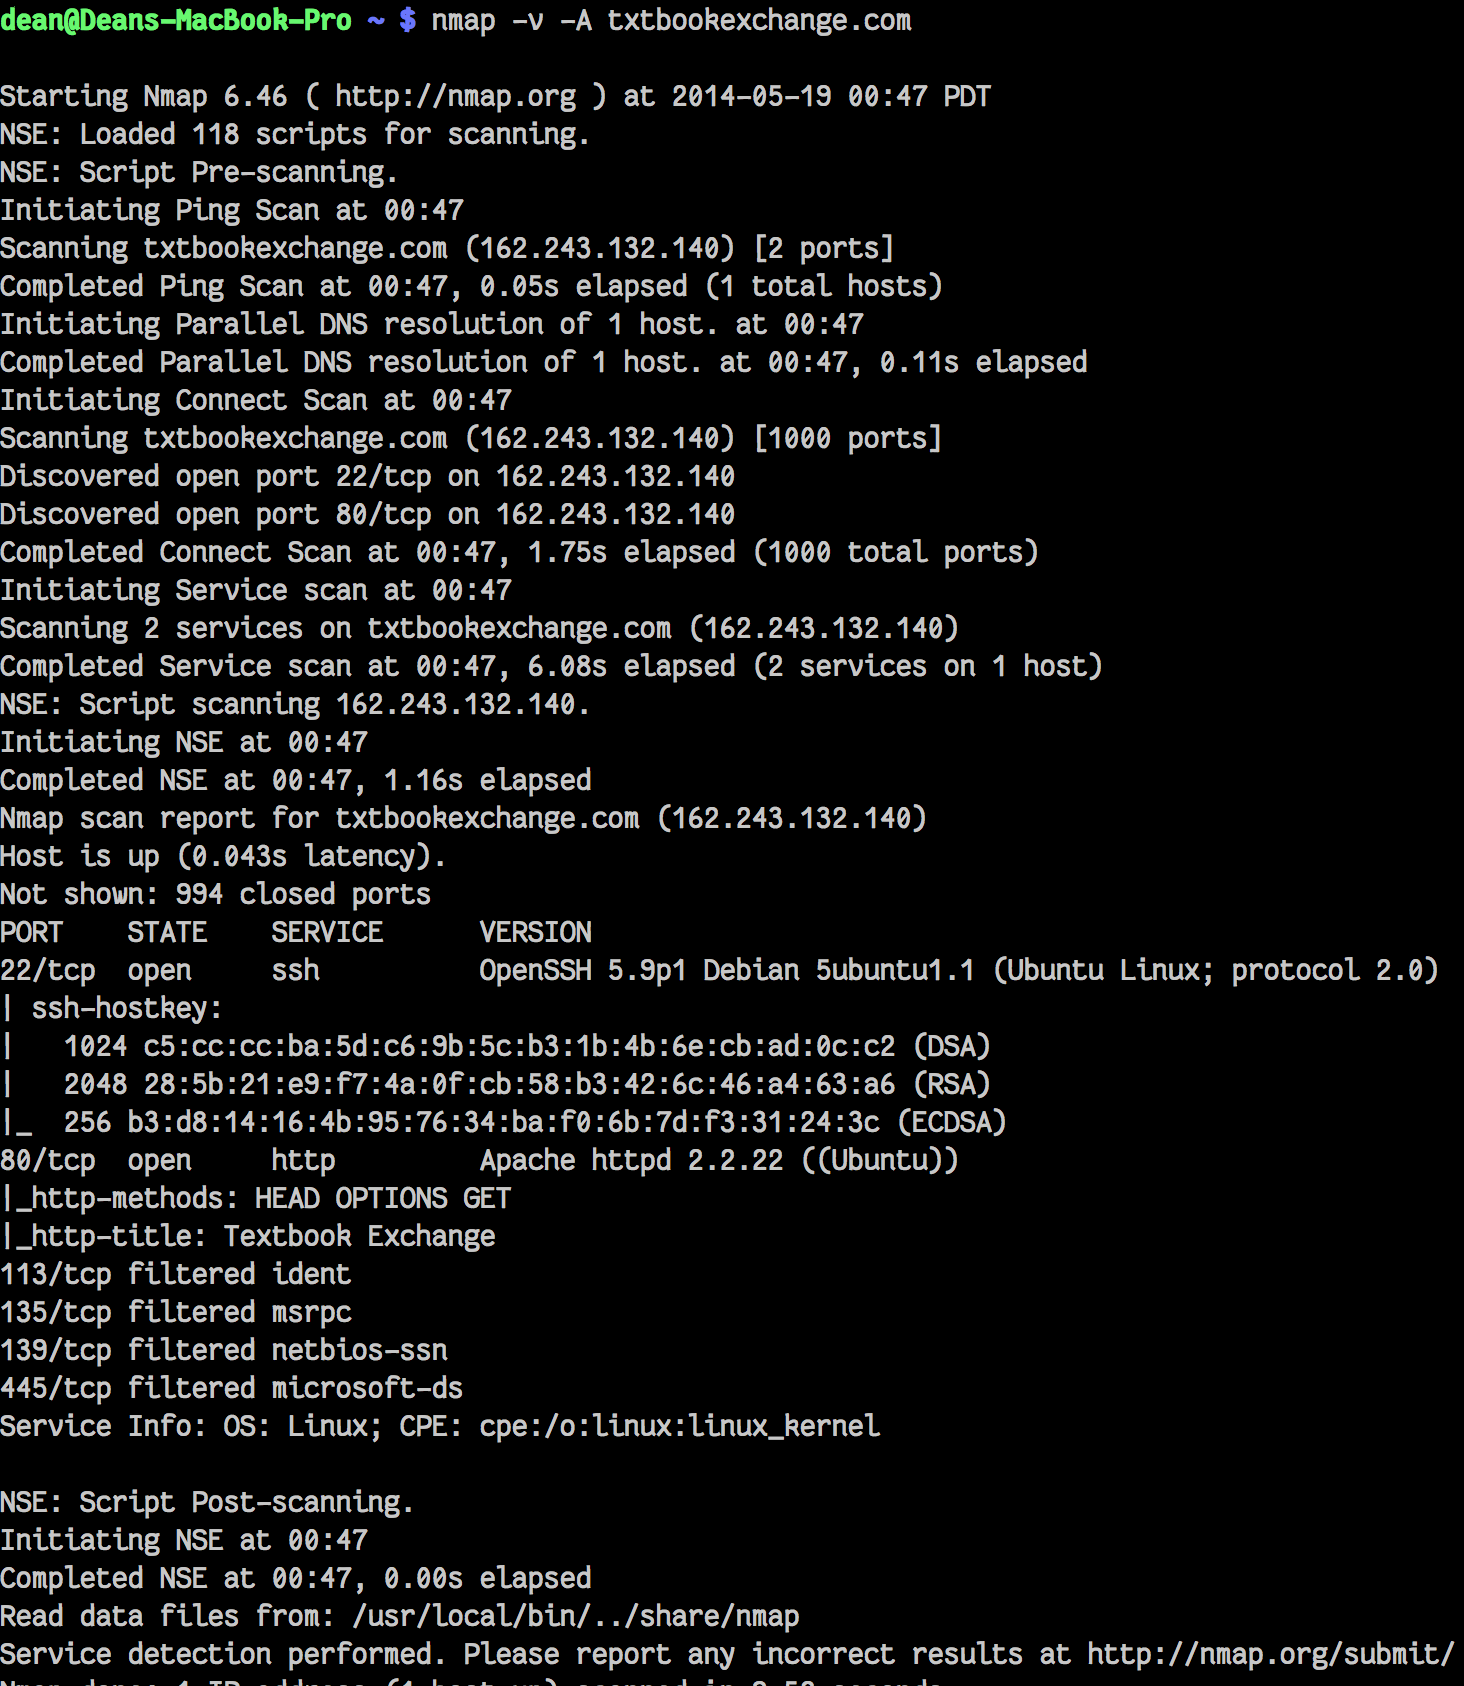 dean@Deans-MacBook-Pro ~ $ nmap -v -A txtbookexchange.com
Starting Nmap 6.46 ( http://nmap.org ) at 2014-05-19 00:47 PDT
NSE: Loaded 118 scripts for scanning.
NSE: Script Pre-scanning.
Initiating Ping Scan at 00:47
Scanning txtbookexchange.com (162.243.132.140) [2 ports]
Completed Ping Scan at 00:47, 0.05s elapsed (1 total hosts)
Initiating Parallel DNS resolution of 1 host. at 00:47
Completed Parallel DNS resolution of 1 host. at 00:47, 0.11s elapsed
Initiating Connect Scan at 00:47
Scanning txtbookexchange.com (162.243.132.140) [1000 ports]
Discovered open port 22/tcp on 162.243.132.140
Discovered open port 80/tcp on 162.243.132.140
Completed Connect Scan at 00:47, 1.75s elapsed (1000 total ports)
Initiating Service scan at 00:47
Scanning 2 services on txtbookexchange.com (162.243.132.140)
Completed Service scan at 00:47, 6.08s elapsed (2 services on 1 host)
NSE: Script scanning 162.243.132.140.
Initiating NSE at 00:47
Completed NSE at 00:47, 1.16s elapsed
Nmap scan report for txtbookexchange.com (162.243.132.140)
Host is up (0.043s latency).
Not shown: 994 closed ports
PORT    STATE    SERVICE      VERSION
22/tcp  open     ssh          OpenSSH 5.9p1 Debian 5ubuntu1.1 (Ubuntu Linux; protocol 2.0)
| ssh-hostkey:
|   1024 c5:cc:cc:ba:5d:c6:9b:5c:b3:1b:4b:6e:cb:ad:0c:c2 (DSA)
|   2048 28:5b:21:e9:f7:4a:0f:cb:58:b3:42:6c:46:a4:63:a6 (RSA)
|_  256 b3:d8:14:16:4b:95:76:34:ba:f0:6b:7d:f3:31:24:3c (ECDSA)
80/tcp  open     http         Apache httpd 2.2.22 ((Ubuntu))
|_http-methods: HEAD OPTIONS GET
|_http-title: Textbook Exchange
113/tcp filtered ident
135/tcp filtered msrpc
139/tcp filtered netbios-ssn
445/tcp filtered microsoft-ds
Service Info: OS: Linux; CPE: cpe:/o:linux:linux_kernel
NSE: Script Post-scanning.
Initiating NSE at 00:47
Completed NSE at 00:47, 0.00s elapsed
Read data files from: /usr/local/bin/../share/nmap
Service detection performed. Please report any incorrect results at http://nmap.org/submit/